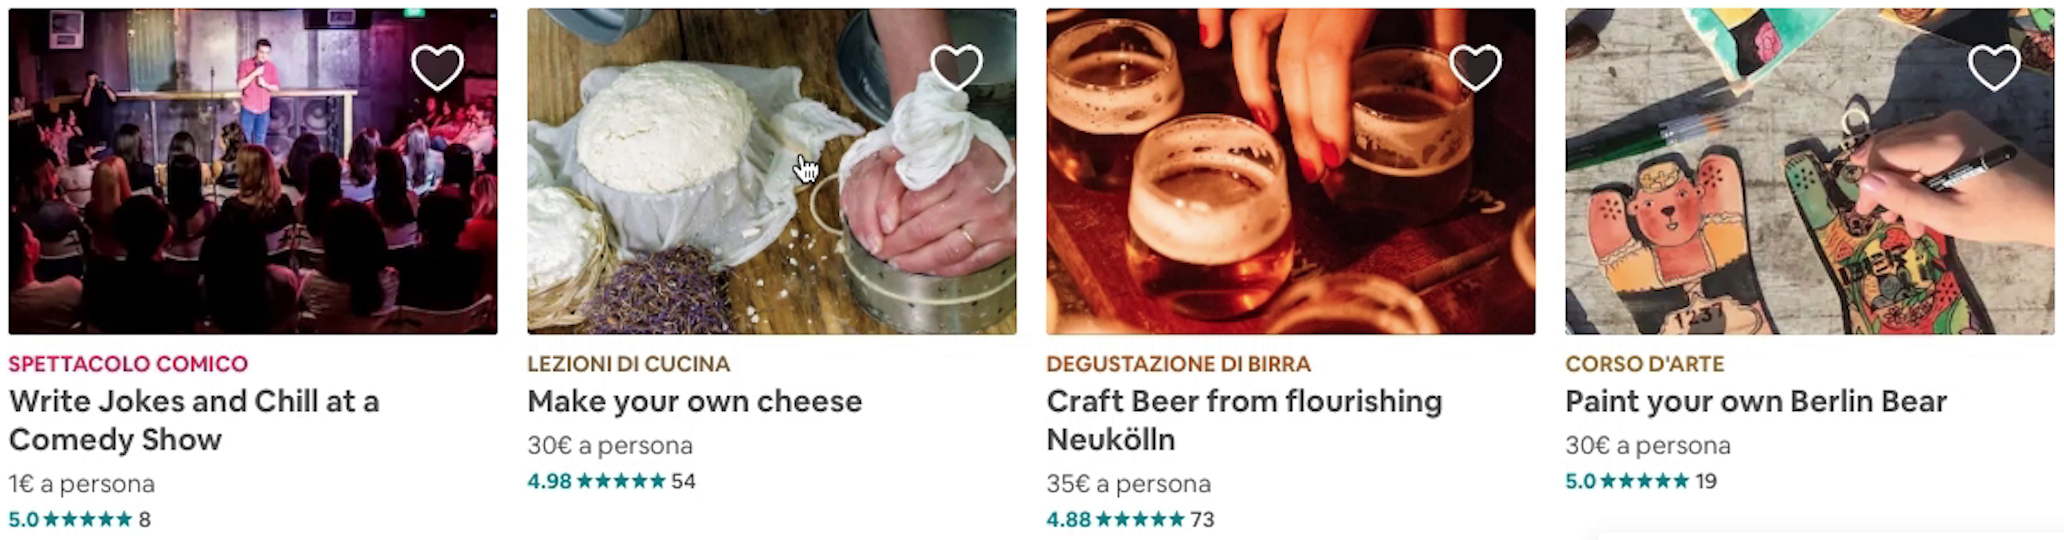 SPETTACOLO COMICO
Write Jokes and Chill at a
Comedy Show
1€ a persona
5.0 ★★★★★ 8
LEZIONI DI CUCINA
Make your own cheese
30€ a persona
4.98 ★★★★★ 54
DEGUSTAZIONE DI BIRRA
Craft Beer from flourishing
Neukölln
35€ a persona
4.88 ★★★★★ 73
1237
CORSO D'ARTE
Paint your own Berlin Bear
30€ a persona
5.0 ★★★★★ 19